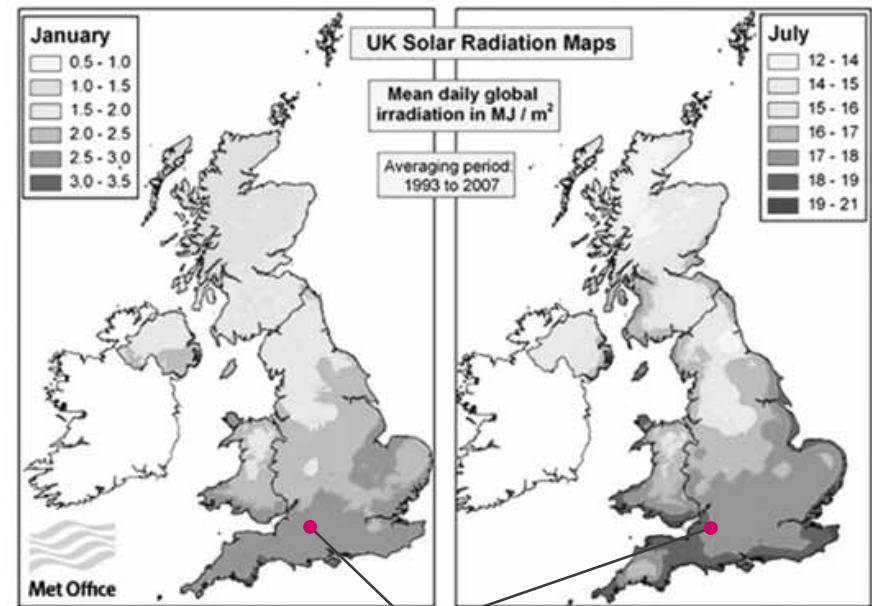 January
0.5 - 1.0
1.0 - 1.5
1.5 - 2.0
2.0 - 2.5
2.5 - 3.0
3.0 - 3.5
UK Solar Radiation Maps
Mean daily global
irradiation in MJ / m²
Averaging period:
1993 to 2007
July
12 - 14
14 - 15
15 - 16
16 - 17
17 - 18
18 - 19
19 - 21
Met Office